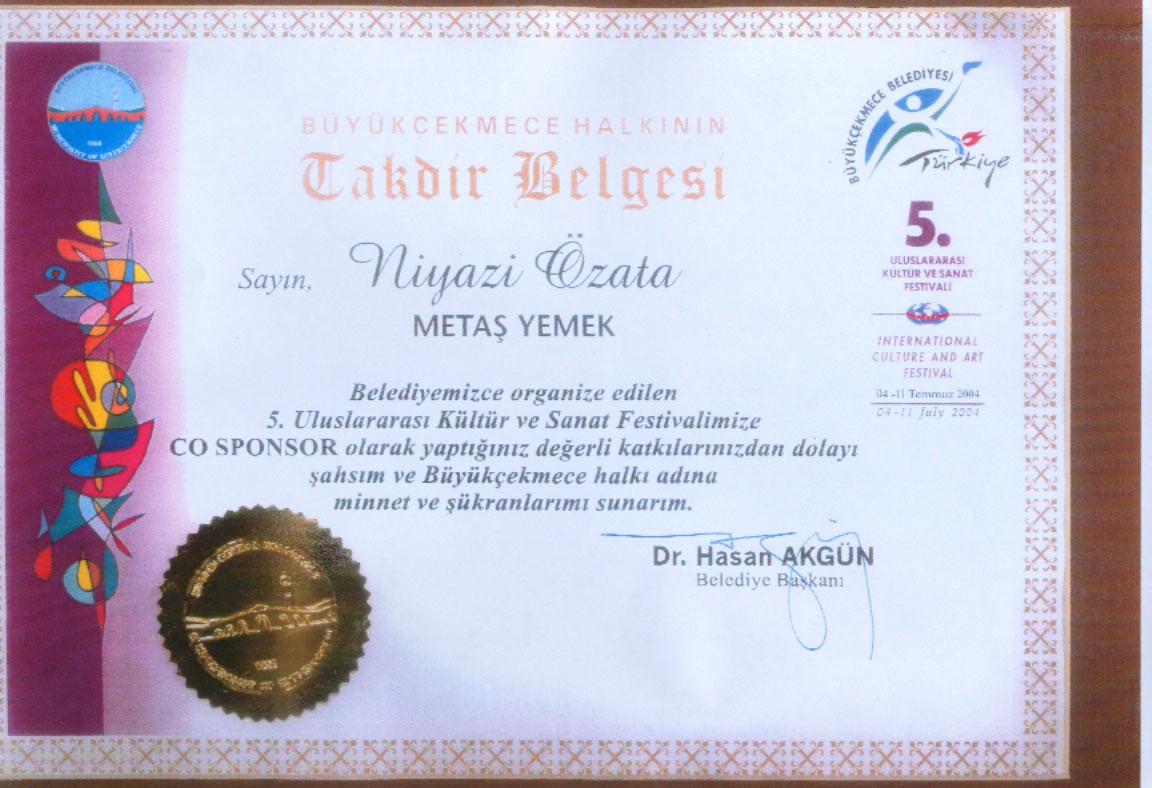 BÜYÜKÇEKMECE BELEDİYESİ
Türkiye
BÜYÜKÇEKMECE HALKININ
Takdir Belgesi
Sayın, Niyazi Özata
METAŞ YEMEK
5.
ULUSLARARASI
KÜLTÜR VE SANAT
FESTİVALİ
INTERNATIONAL
CULTURE AND ART
FESTIVAL
04 -11 Temmuz 2004
04-11 July 2004
Belediyemizce organize edilen
5. Uluslararası Kültür ve Sanat Festivalimize
CO SPONSOR olarak yaptığınız değerli katkılarınızdan dolayı
şahsım ve Büyükçekmece halkı adına
minnet ve şükranlarımı sunarım.
Dr. Hasan AKGÜN
Belediye Başkanı